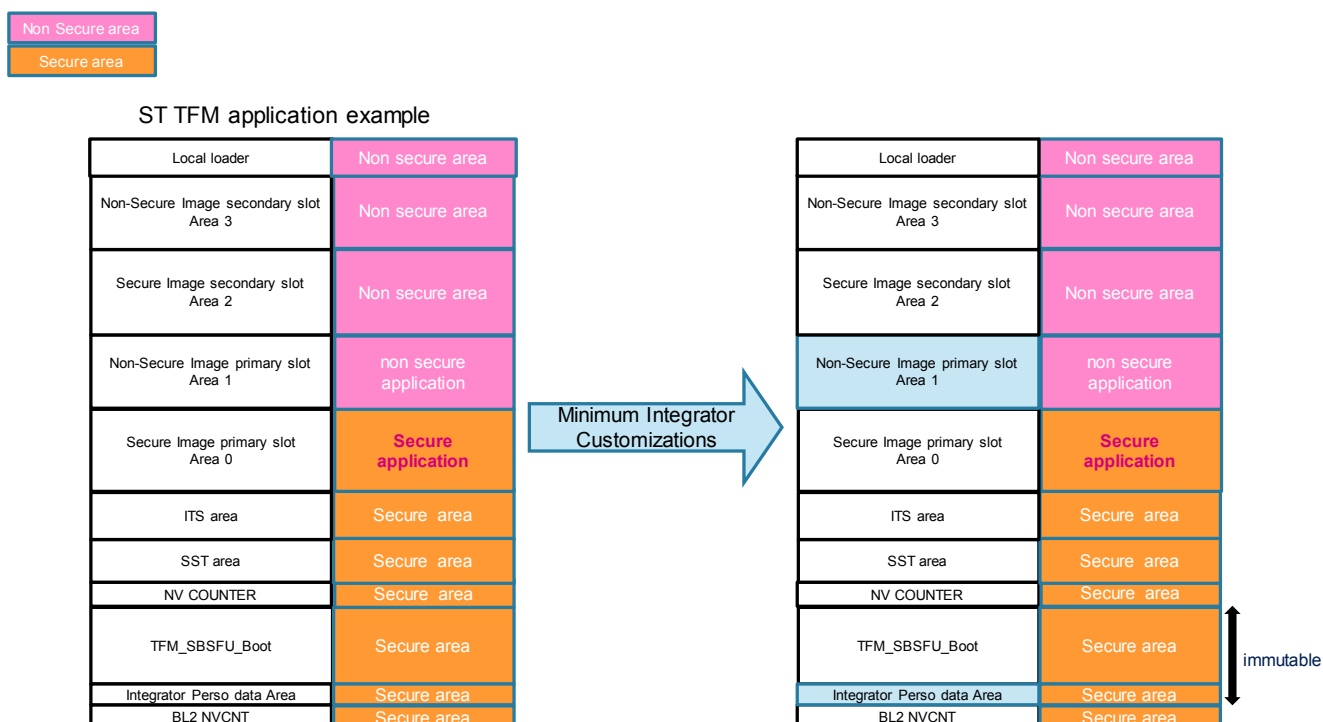 Non Secure area
Secure area
ST TFM application example
Local loader
Non secure area
Non-Secure Image secondary slot
Area 3
Non secure area
Secure Image secondary slot
Area 2
Non secure area
Non-Secure Image primary slot
Area 1
non secure
application
Secure Image primary slot
Area 0
Secure
application
ITS area
Secure area
SST area
Secure area
NV COUNTER
Secure area
TFM_SBSFU_Boot
Secure area
Integrator Perso data Area
Secure area
BL2 NVCNT
Secure area
Minimum Integrator
Customizations
Local loader
Non secure area
Non-Secure Image secondary slot
Area 3
Non secure area
Secure Image secondary slot
Area 2
Non secure area
Non-Secure Image primary slot
Area 1
non secure
application
Secure Image primary slot
Area 0
Secure
application
ITS area
Secure area
SST area
Secure area
NV COUNTER
Secure area
TFM_SBSFU_Boot
Secure area
immutable
Integrator Perso data Area
Secure area
BL2 NVCNT
Secure area